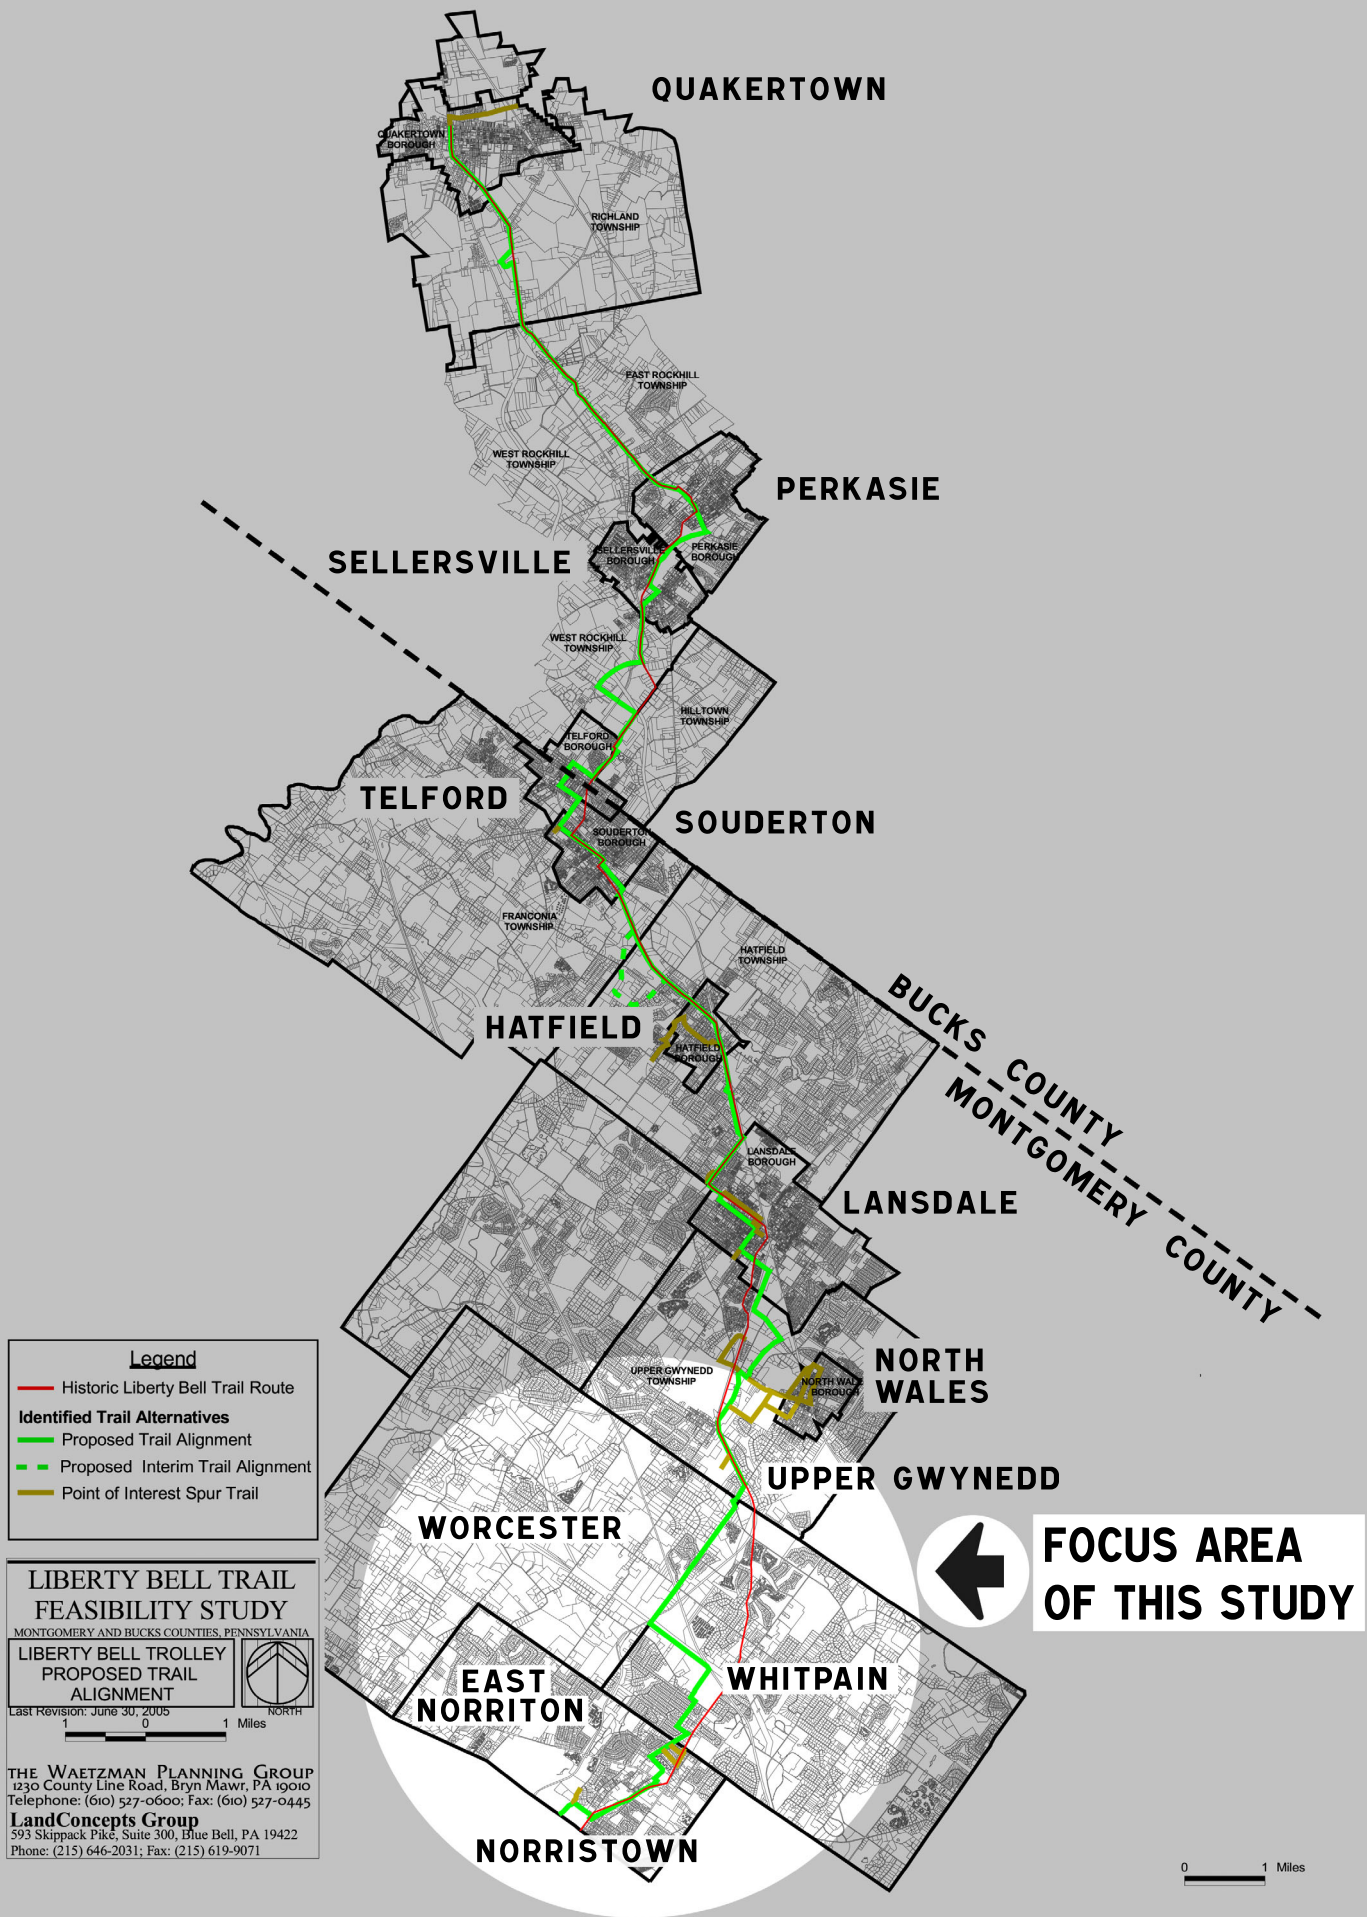 QUAKERTOWN
QUAKERTOWN
BOROUGH
RICHLAND
TOWNSHIP
EAST ROCKHILL
TOWNSHIP
WEST ROCKHILL
TOWNSHIP
PERKASIE
SELLERSVILLE
SELLERSVILLE
BOROUGH
PERKASIE
BOROUGH
WEST ROCKHILL
TOWNSHIP
HILLTOWN
TOWNSHIP
TELFORD
BOROUGH
TELFORD
SOUDERTON
SOUDERTON
BOROUGH
FRANCONIA
TOWNSHIP
HATFIELD
TOWNSHIP
BUCKS COUNTY
MONTGOMERY COUNTY
HATFIELD
HATFIELD
BOROUGH
LANSDALE
BOROUGH
LANSDALE
NORTH
WALES
UPPER GWYNEDD
TOWNSHIP
NORTH WALE
BOROUGH
UPPER GWYNEDD
WORCESTER
FOCUS AREA
OF THIS STUDY
WHITPAIN
EAST
NORRITON
NORRISTOWN
Legend
Historic Liberty Bell Trail Route
Identified Trail Alternatives
Proposed Trail Alignment
Proposed Interim Trail Alignment
Point of Interest Spur Trail
LIBERTY BELL TRAIL
FEASIBILITY STUDY
MONTGOMERY AND BUCKS COUNTIES, PENNSYLVANIA
LIBERTY BELL TROLLEY
PROPOSED TRAIL
ALIGNMENT
NORTH
Last Revision: June 30, 2005
1 0 1 Miles
THE WAETZMAN PLANNING GROUP
1230 County Line Road, Bryn Mawr, PA 19010
Telephone: (610) 527-0600; Fax: (610) 527-0445
LandConcepts Group
593 Skippack Pike, Suite 300, Blue Bell, PA 19422
Phone: (215) 646-2031; Fax: (215) 619-9071
0 1 Miles